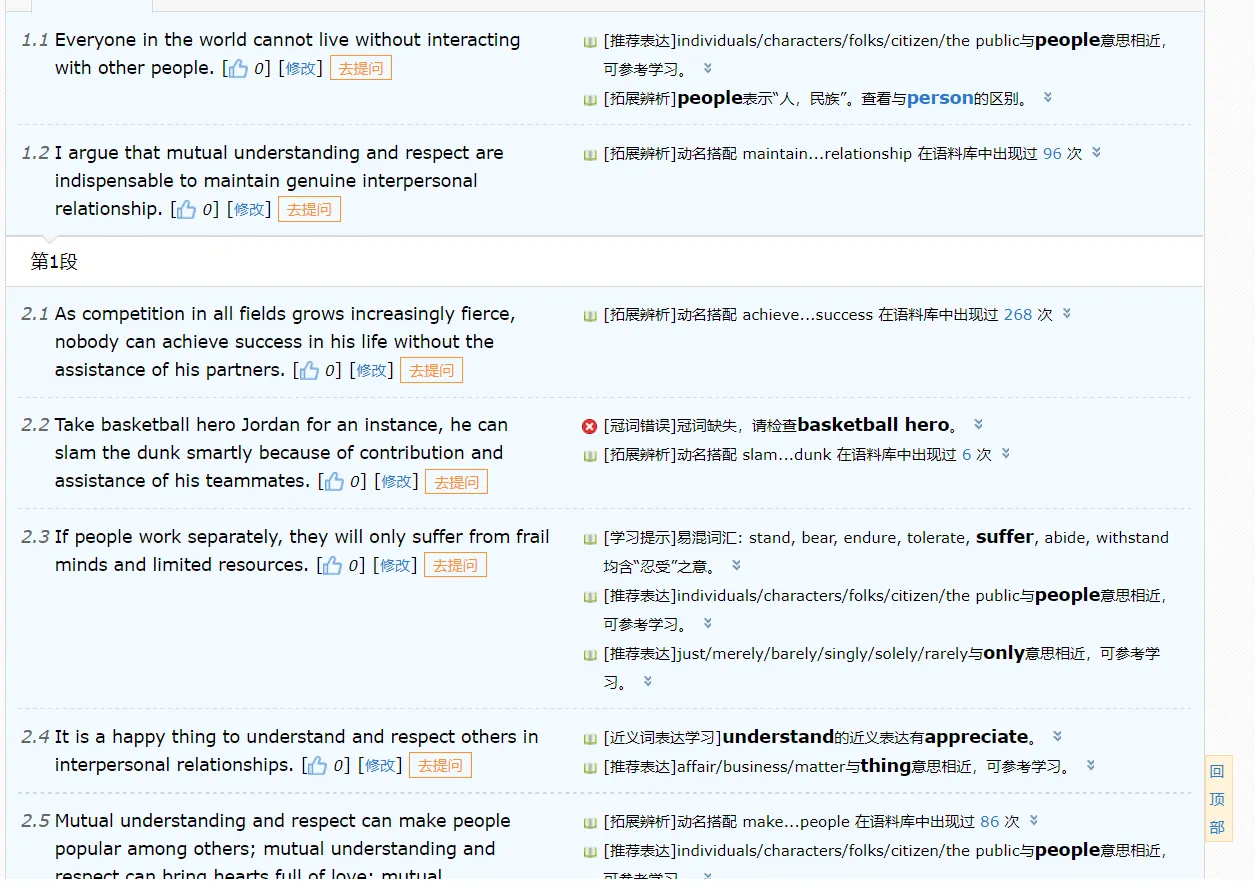 1.1 Everyone in the world cannot live without interacting
with other people. [0] [修改] 去提问
[推荐表达]individuals/characters/folks/citizen/the public与people意思相近，
可参考学习。
[拓展辨析]people表示“人，民族”。查看与person的区别。
1.2 I argue that mutual understanding and respect are
indispensable to maintain genuine interpersonal
relationship. [0] [修改] 去提问
[拓展辨析]动名搭配 maintain...relationship 在语料库中出现过 96 次
第1段
2.1 As competition in all fields grows increasingly fierce,
nobody can achieve success in his life without the
assistance of his partners. [0] [修改] 去提问
[拓展辨析]动名搭配 achieve...success 在语料库中出现过 268 次
2.2 Take basketball hero Jordan for an instance, he can
slam the dunk smartly because of contribution and
assistance of his teammates. [0] [修改] 去提问
[冠词错误]冠词缺失，请检查basketball hero。
[拓展辨析]动名搭配 slam...dunk 在语料库中出现过 6 次
2.3 If people work separately, they will only suffer from frail
minds and limited resources. [0] [修改] 去提问
[学习提示]易混词汇: stand, bear, endure, tolerate, suffer, abide, withstand
均含“忍受”之意。
[推荐表达]individuals/characters/folks/citizen/the public与people意思相近，
可参考学习。
[推荐表达]just/merely/barely/singly/solely/rarely与only意思相近，可参考学
习。
2.4 It is a happy thing to understand and respect others in
interpersonal relationships. [0] [修改] 去提问
[近义词表达学习]understand的近义表达有appreciate。
[推荐表达]affair/business/matter与thing意思相近，可参考学习。
2.5 Mutual understanding and respect can make people
popular among others; mutual understanding and
respect can bring hearts full of love; mutual
[拓展辨析]动名搭配 make...people 在语料库中出现过 86 次
[推荐表达]individuals/characters/folks/citizen/the public与people意思相近，
可参考学习。
回
顶
部